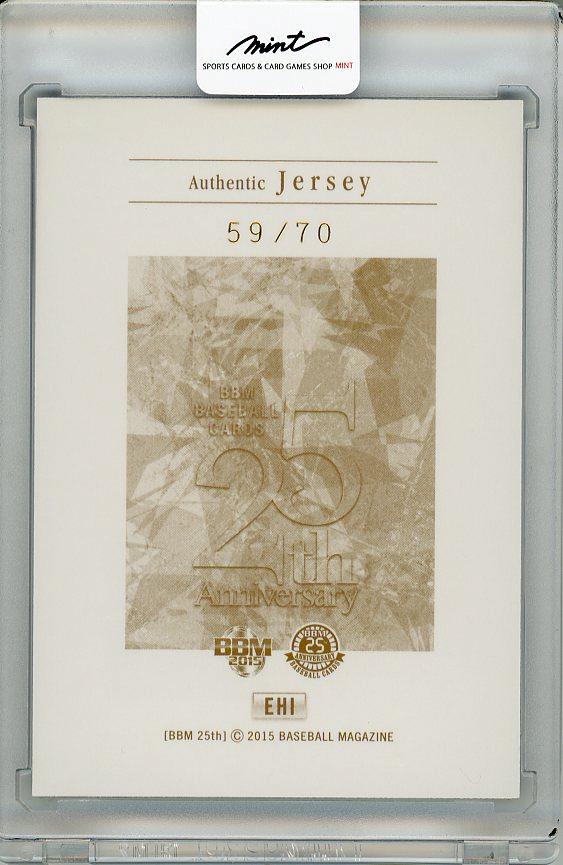 mint
SPORTS CARDS & CARD GAMES SHOP MINT
Authentic Jersey
59/70
BBM
BASEBALL
CARDS
25
th
Anniversary
BBM
2015
BBM
25
ANNIVERSARY
BASEBALL CARDS
EHI
[BBM 25th] © 2015 BASEBALL MAGAZINE